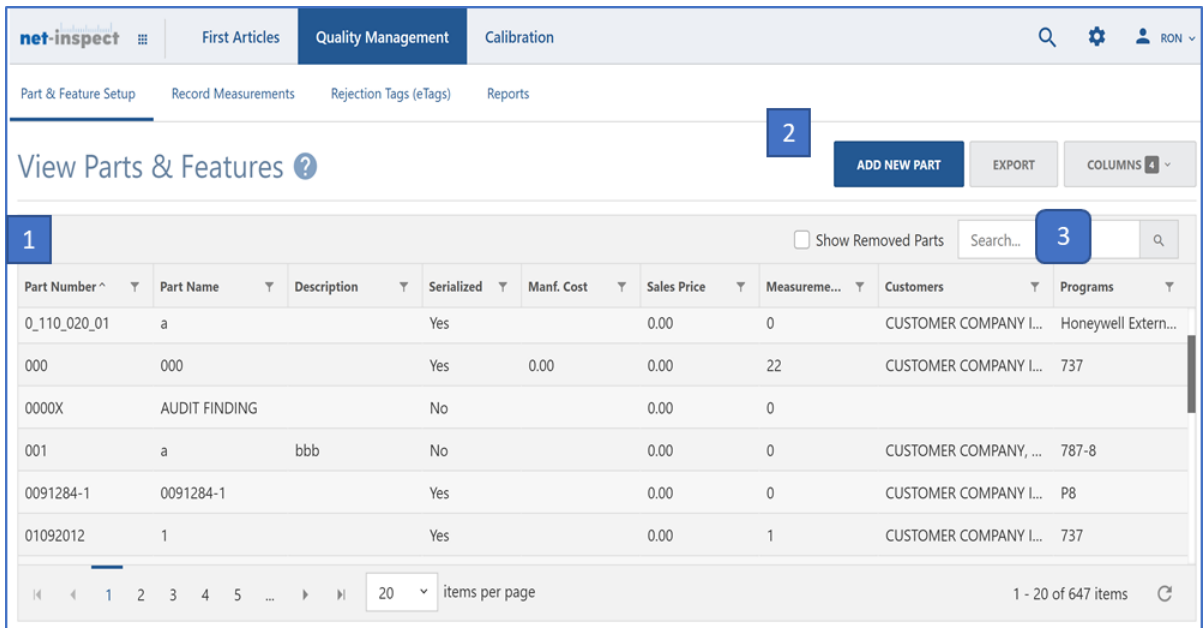 net-inspect First Articles Quality Management Calibration RON
Part & Feature Setup Record Measurements Rejection Tags (eTags) Reports
2
View Parts & Features ? ADD NEW PART EXPORT COLUMNS 4
1 Show Removed Parts Search... 3
Part Number Part Name Description Serialized Manf. Cost Sales Price Measureme... Customers Programs
0_110_020_01 a Yes 0.00 0 CUSTOMER COMPANY I... Honeywell Extern...
000 000 Yes 0.00 0.00 22 CUSTOMER COMPANY I... 737
0000X AUDIT FINDING No 0.00 0
001 a bbb No 0.00 0 CUSTOMER COMPANY, ... 787-8
0091284-1 0091284-1 Yes 0.00 0 CUSTOMER COMPANY I... P8
01092012 1 Yes 0.00 1 CUSTOMER COMPANY I... 737
1 2 3 4 5 ... 20 items per page 1 - 20 of 647 items